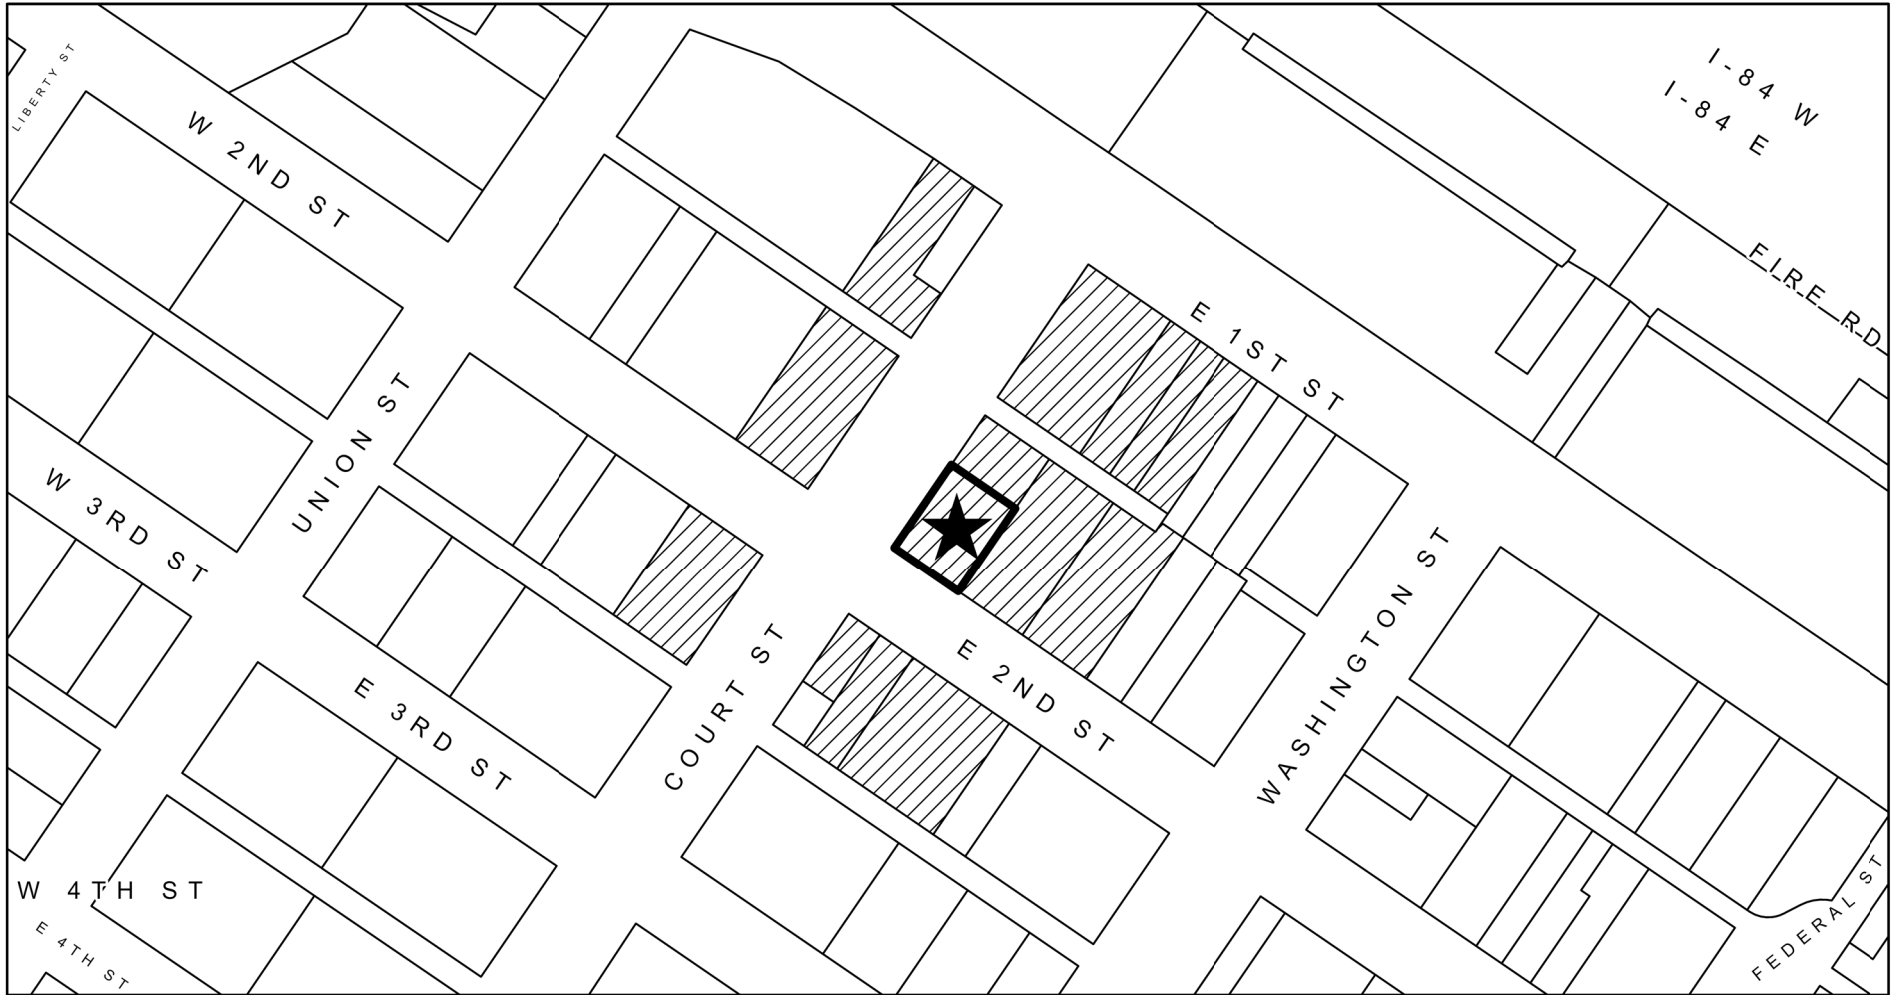 I-84 W
I-84 E
LIBERTY ST
W 2ND ST
FIRE RD
E 1ST ST
UNION ST
W 3RD ST
WASHINGTON ST
E 2ND ST
COURT ST
E 3RD ST
W 4TH ST
E 4TH ST
FEDERAL ST